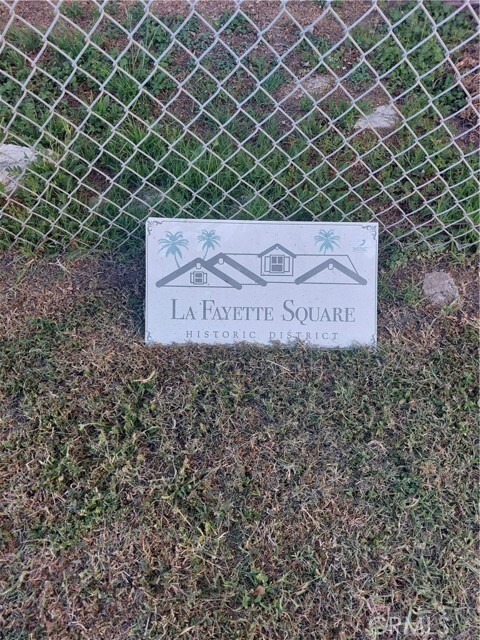 LA FAYETTE SQUARE
HISTORIC DISTRICT
CRMLS